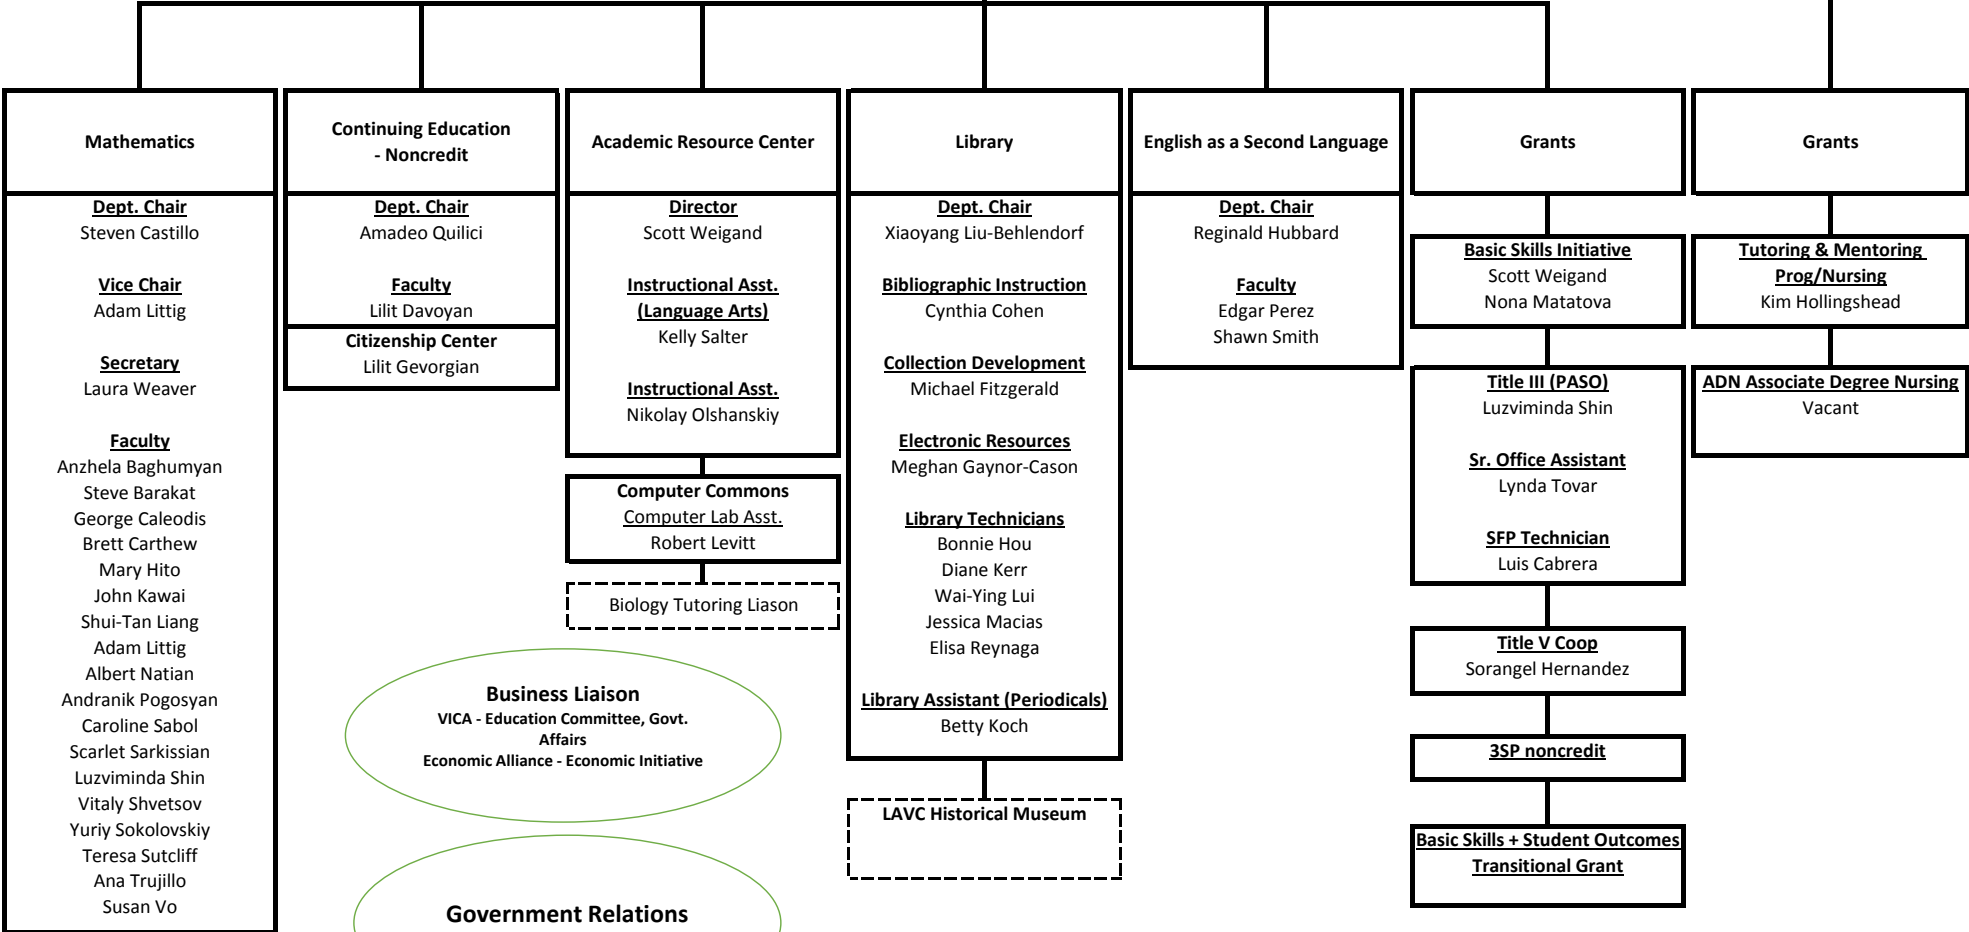 Mathematics
Dept. Chair
Steven Castillo
Vice Chair
Adam Littig
Secretary
Laura Weaver
Faculty
Anzhela Baghumyan
Steve Barakat
George Caleodis
Brett Carthew
Mary Hito
John Kawai
Shui-Tan Liang
Adam Littig
Albert Natian
Andranik Pogosyan
Caroline Sabol
Scarlet Sarkissian
Luzviminda Shin
Vitaly Shvetsov
Yuriy Sokolovskiy
Teresa Sutcliff
Ana Trujillo
Susan Vo
Continuing Education
- Noncredit
Dept. Chair
Amadeo Quilici
Faculty
Lilit Davoyan
Citizenship Center
Lilit Gevorgian
Academic Resource Center
Director
Scott Weigand
Instructional Asst.
(Language Arts)
Kelly Salter
Instructional Asst.
Nikolay Olshanskiy
Computer Commons
Computer Lab Asst.
Robert Levitt
Biology Tutoring Liason
Business Liaison
VICA - Education Committee, Govt.
Affairs
Economic Alliance - Economic Initiative
Government Relations
Library
Dept. Chair
Xiaoyang Liu-Behlendorf
Bibliographic Instruction
Cynthia Cohen
Collection Development
Michael Fitzgerald
Electronic Resources
Meghan Gaynor-Cason
Library Technicians
Bonnie Hou
Diane Kerr
Wai-Ying Lui
Jessica Macias
Elisa Reynaga
Library Assistant (Periodicals)
Betty Koch
LAVC Historical Museum
English as a Second Language
Dept. Chair
Reginald Hubbard
Faculty
Edgar Perez
Shawn Smith
Grants
Basic Skills Initiative
Scott Weigand
Nona Matatova
Title III (PASO)
Luzviminda Shin
Sr. Office Assistant
Lynda Tovar
SFP Technician
Luis Cabrera
Title V Coop
Sorangel Hernandez
3SP noncredit
Basic Skills + Student Outcomes
Transitional Grant
Grants
Tutoring & Mentoring
Prog/Nursing
Kim Hollingshead
ADN Associate Degree Nursing
Vacant